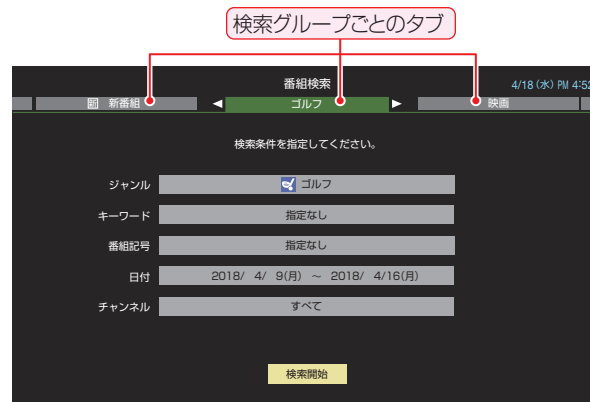 検索グループごとのタブ
番組検索
4/18 (水) PM 4:52
新 新番組
ゴルフ
映画
検索条件を指定してください。
ジャンル ゴルフ
キーワード 指定なし
番組記号 指定なし
日付 2018/ 4/ 9(月) ～ 2018/ 4/16(月)
チャンネル すべて
検索開始